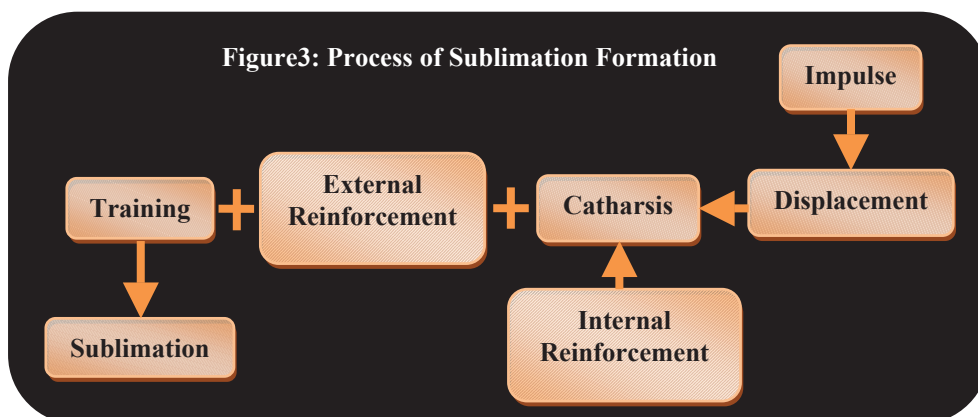 Figure3: Process of Sublimation Formation
Impulse
Displacement
Catharsis
Internal
Reinforcement
External
Reinforcement
Training
Sublimation